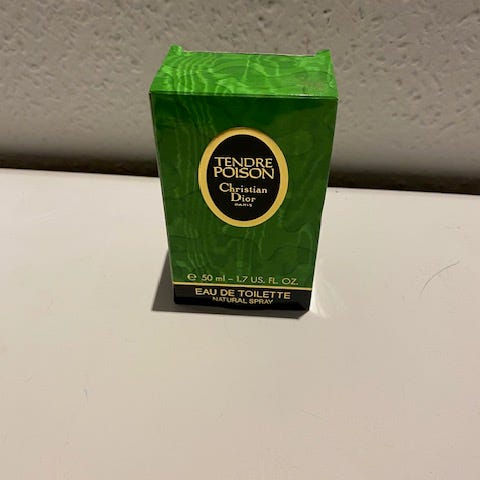 TENDRE
POISON
Christian
Dior
PARIS
℮ 50 ml – 1.7 US. FL. OZ.
EAU DE TOILETTE
NATURAL SPRAY